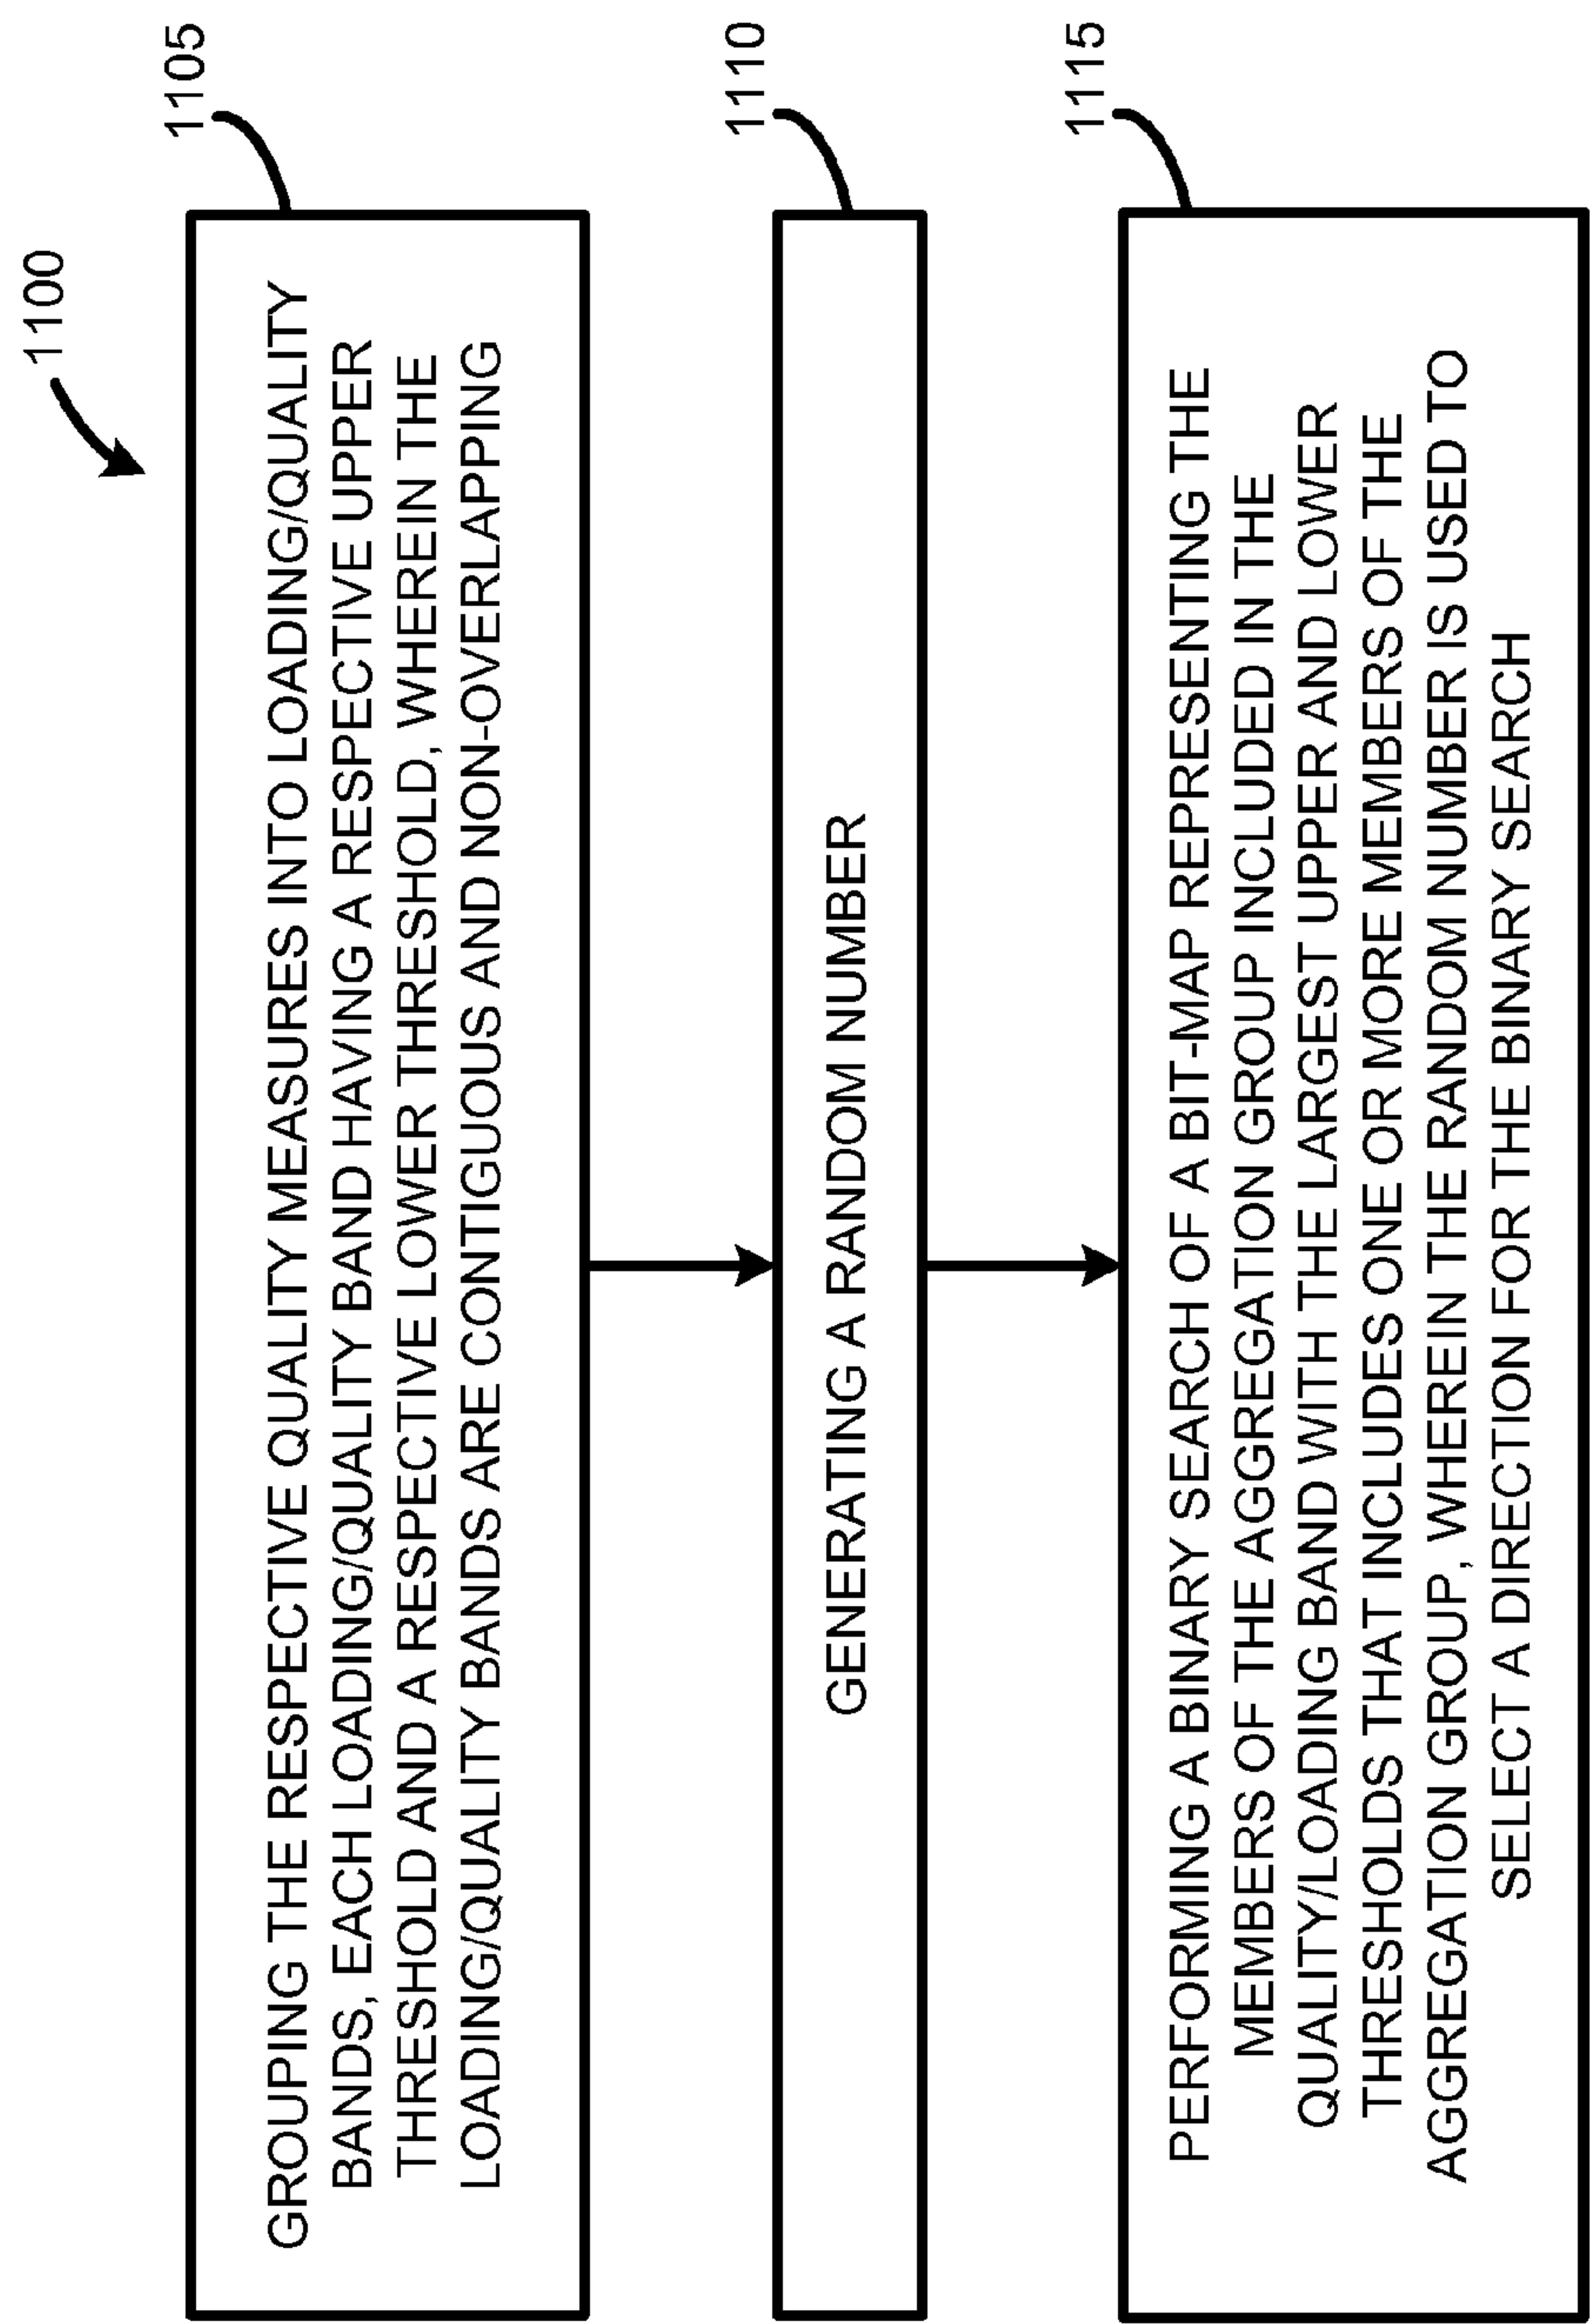 1100
1105
GROUPING THE RESPECTIVE QUALITY MEASURES INTO LOADING/QUALITY
BANDS, EACH LOADING/QUALITY BAND HAVING A RESPECTIVE UPPER
THRESHOLD AND A RESPECTIVE LOWER THRESHOLD, WHEREIN THE
LOADING/QUALITY BANDS ARE CONTIGUOUS AND NON-OVERLAPPING
1110
GENERATING A RANDOM NUMBER
1115
PERFORMING A BINARY SEARCH OF A BIT-MAP REPRESENTING THE
MEMBERS OF THE AGGREGATION GROUP INCLUDED IN THE
QUALITY/LOADING BAND WITH THE LARGEST UPPER AND LOWER
THRESHOLDS THAT INCLUDES ONE OR MORE MEMBERS OF THE
AGGREGATION GROUP, WHEREIN THE RANDOM NUMBER IS USED TO
SELECT A DIRECTION FOR THE BINARY SEARCH